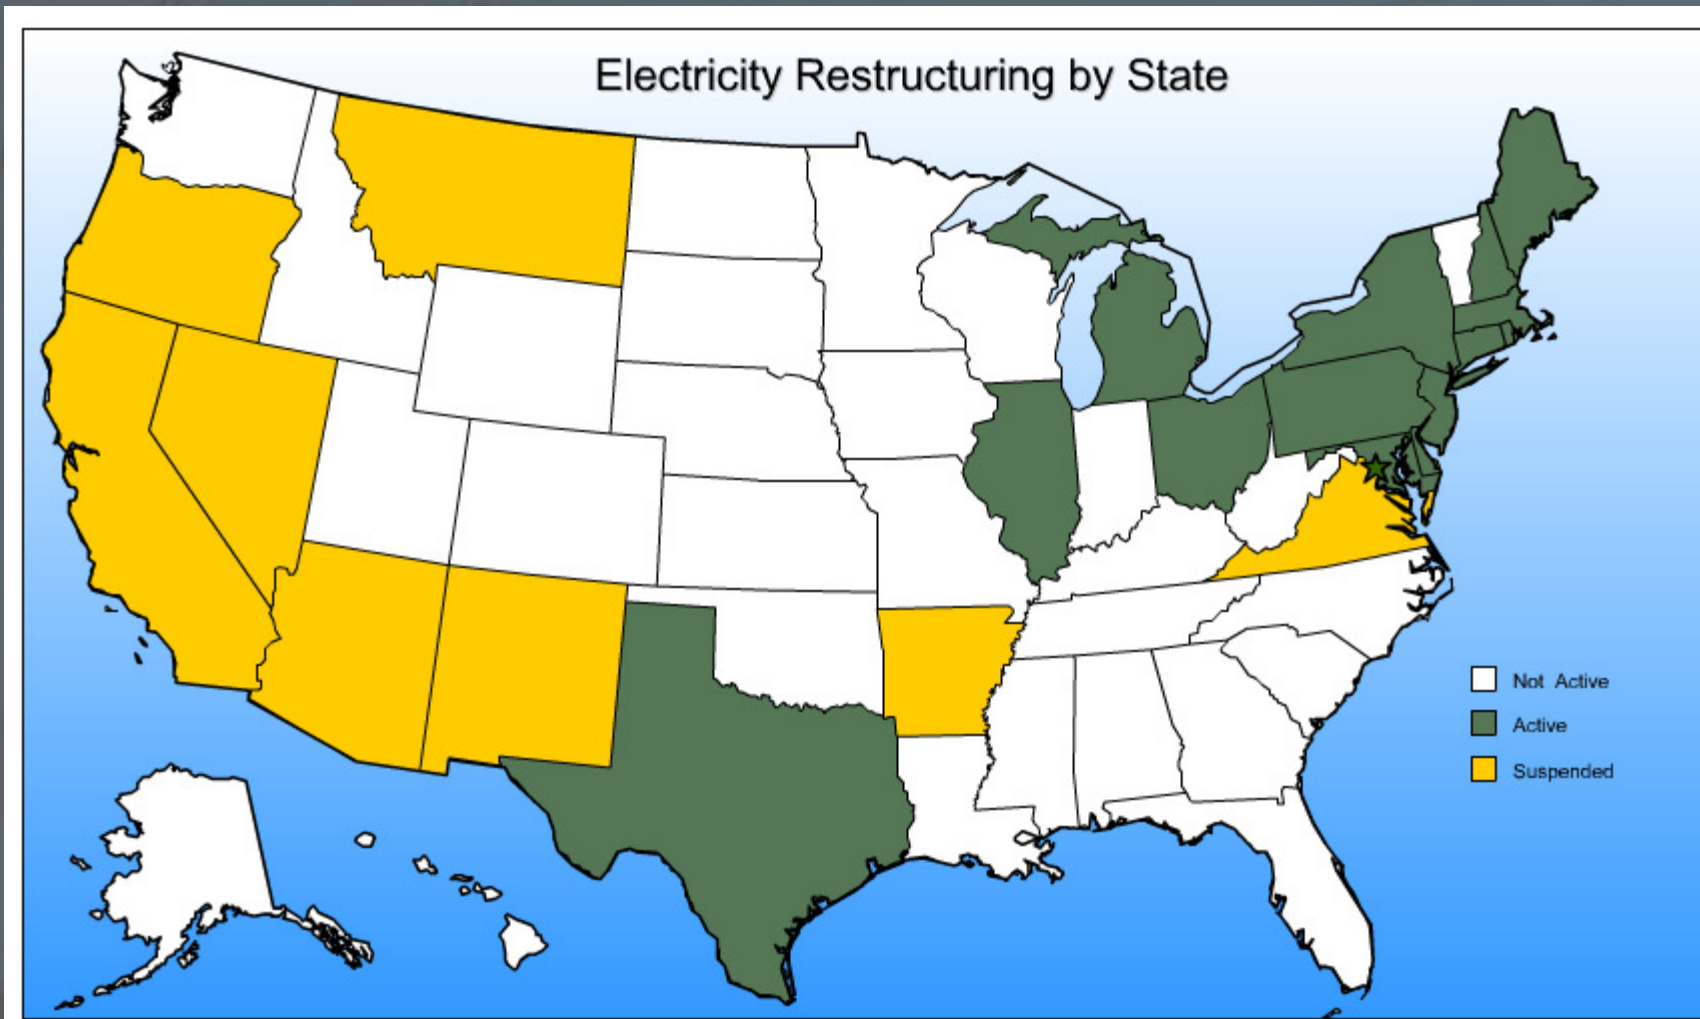 Electricity Restructuring by State
Not Active
Active
Suspended